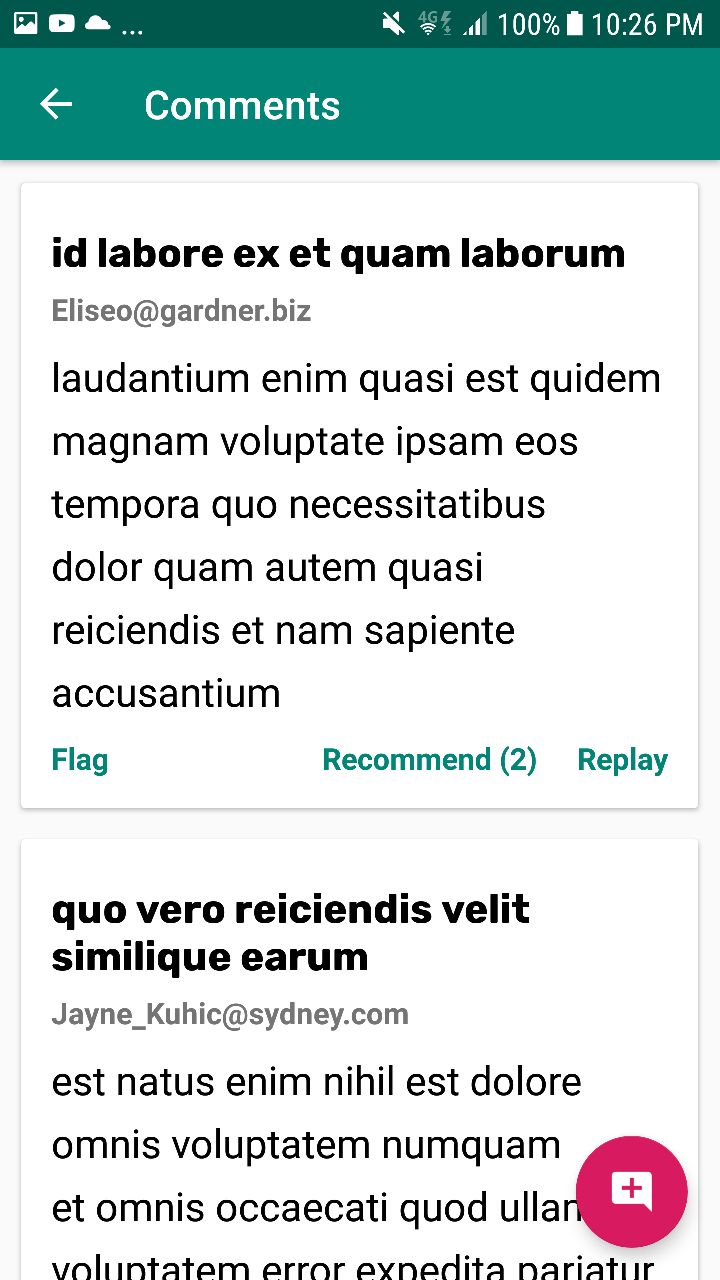 ... 4G 100% 10:26 PM
Comments
id labore ex et quam laborum
Eliseo@gardner.biz
laudantium enim quasi est quidem
magnam voluptate ipsam eos
tempora quo necessitatibus
dolor quam autem quasi
reiciendis et nam sapiente
accusantium
Flag Recommend (2) Replay
quo vero reiciendis velit
similique earum
Jayne_Kuhic@sydney.com
est natus enim nihil est dolore
omnis voluptatem numquam
et omnis occaecati quod
voluptatem error expedita pariatur